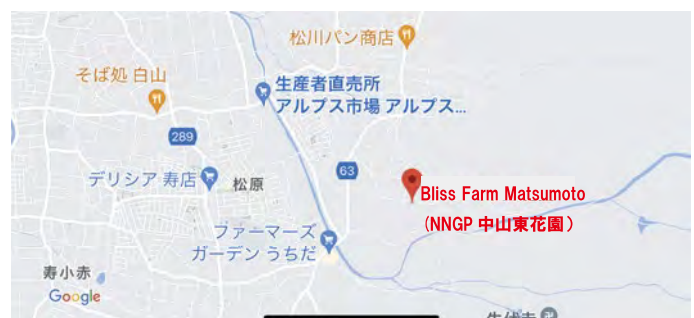 松川パン商店
そば処 白山
生産者直売所
アルプス市場 アルプス...
289
63
デリシア 寿店
松原
Bliss Farm Matsumoto
(NNGP 中山東花園)
ファーマーズ
ガーデン うちだ
寿小赤
Google
牛伏寺